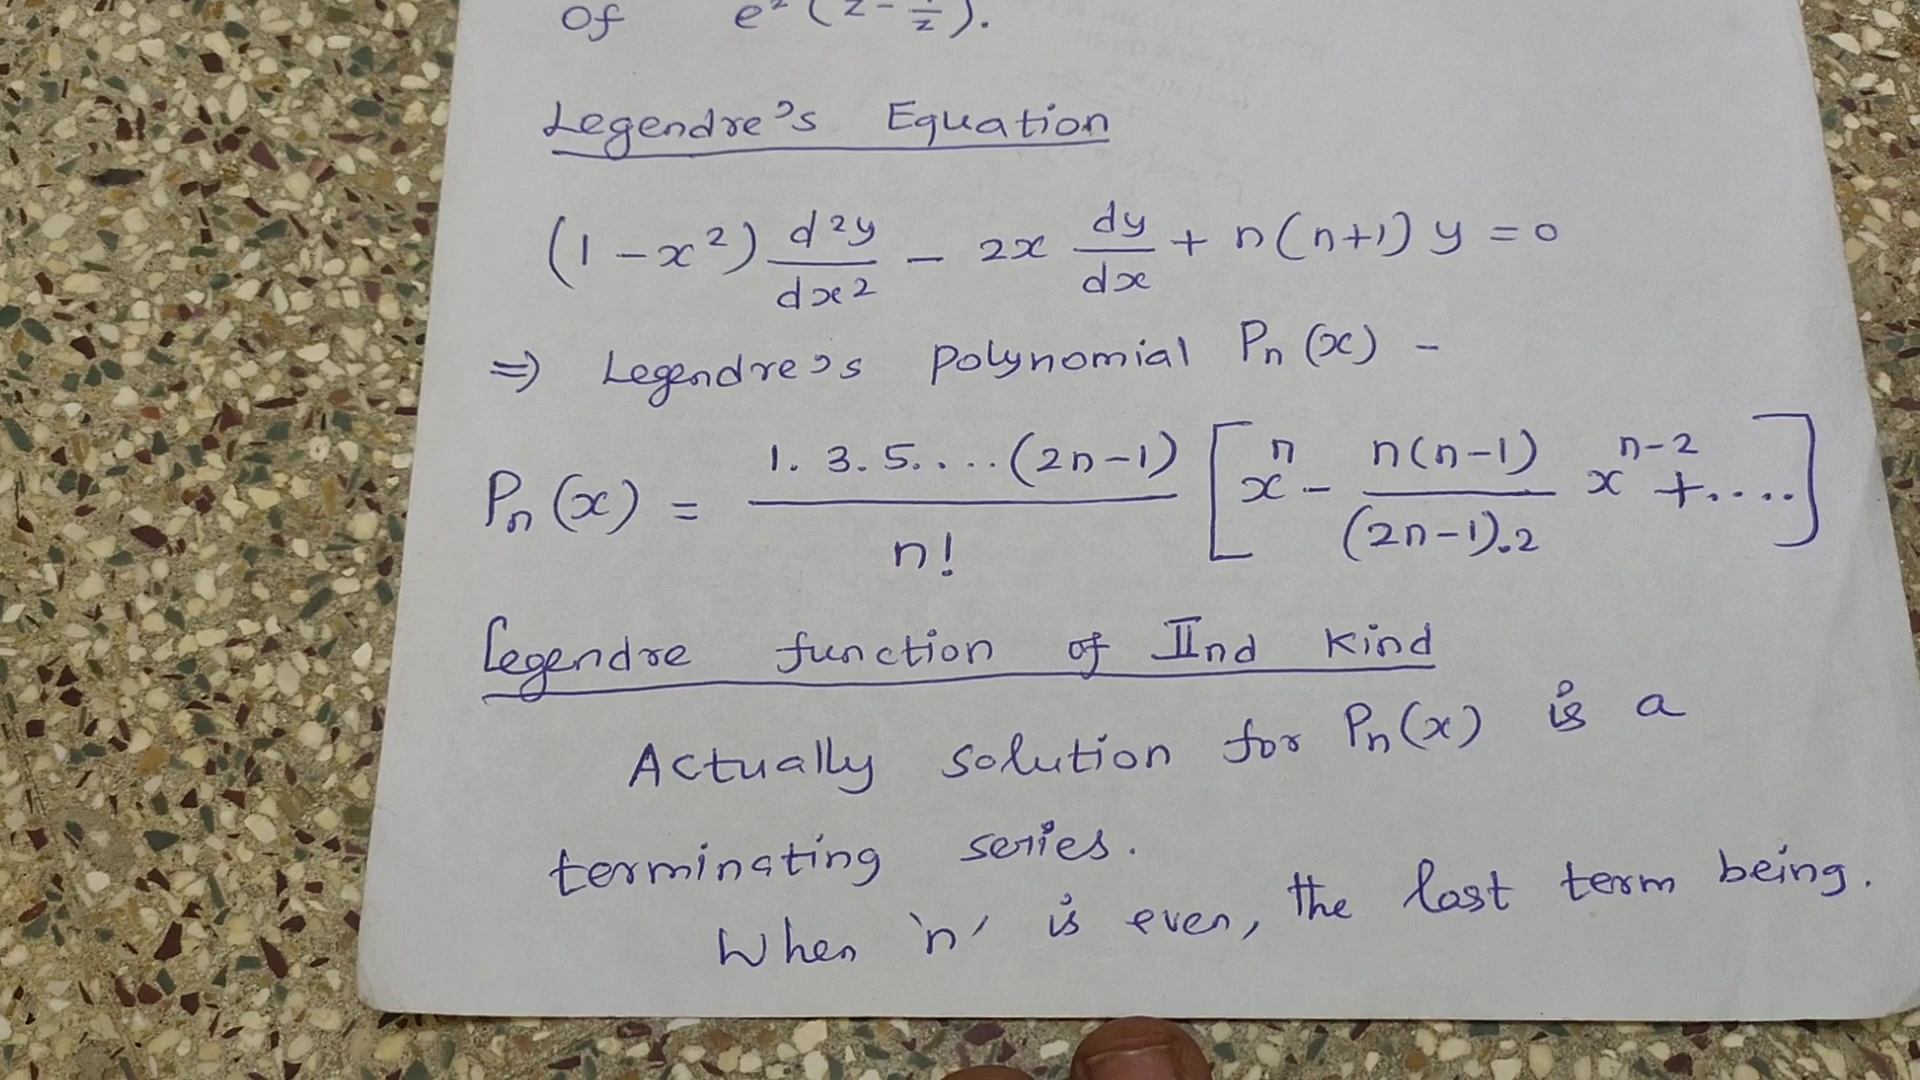 of e^z (z - 1/z).
Legendre's Equation
(1 - x²) d²y/dx² - 2x dy/dx + n(n+1) y = 0
⇒ Legendre's polynomial Pn(x) -
Pn(x) = 1. 3. 5. ... (2n-1)/n! [x^n - n(n-1)/(2n-1).2 x^(n-2) + ....]
Legendre function of IInd kind
Actually solution for Pn(x) is a
terminating series.
When 'n' is even, the last term being.